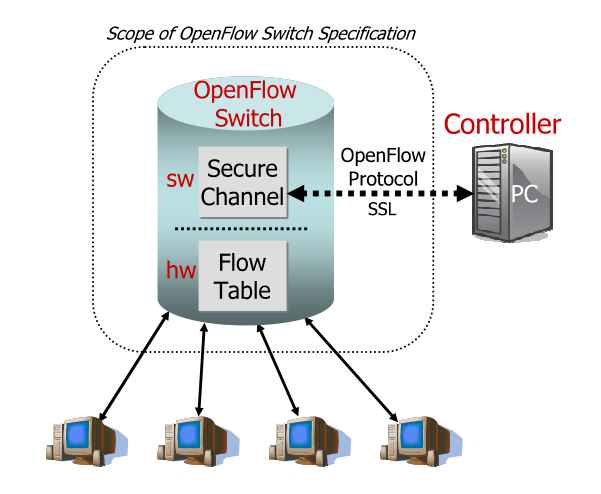 Scope of OpenFlow Switch Specification
OpenFlow
Switch
Controller
sw
Secure
Channel
OpenFlow
Protocol
SSL
PC
hw
Flow
Table